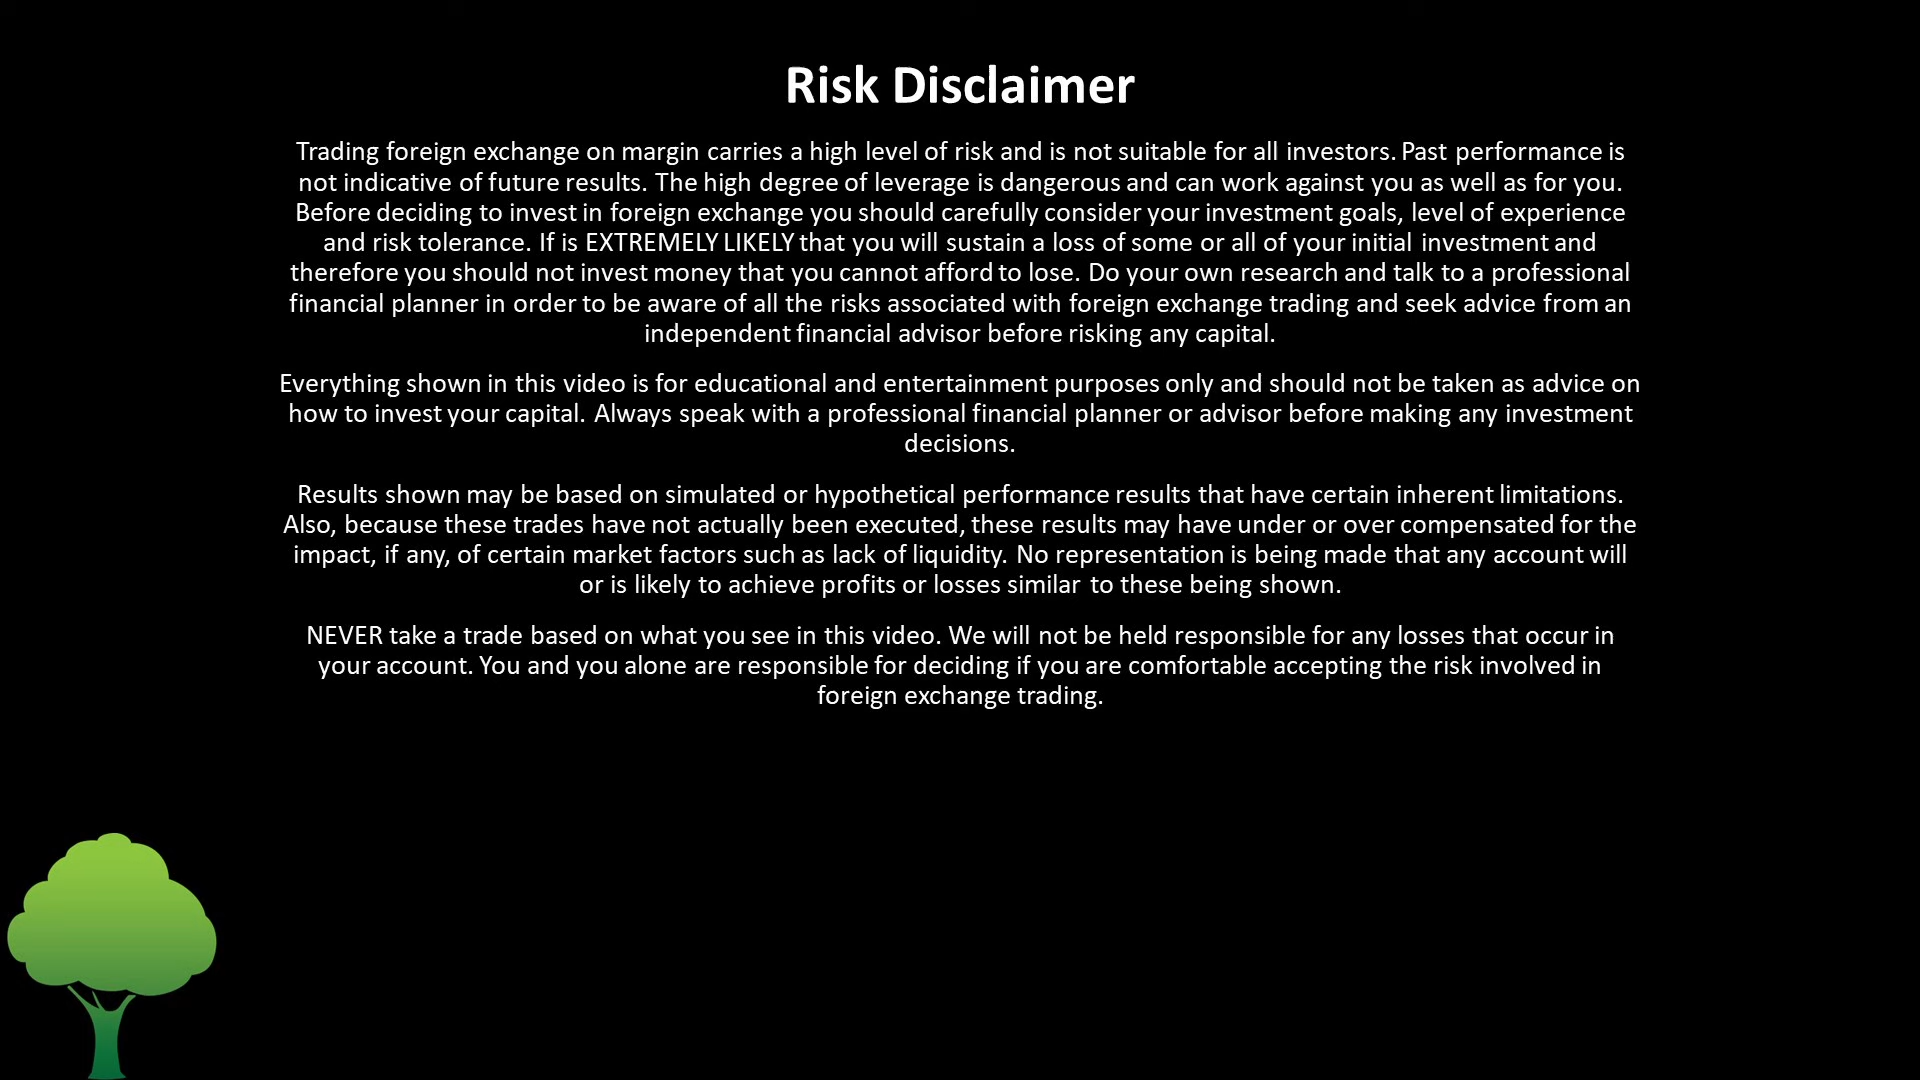 Risk Disclaimer
Trading foreign exchange on margin carries a high level of risk and is not suitable for all investors. Past performance is
not indicative of future results. The high degree of leverage is dangerous and can work against you as well as for you.
Before deciding to invest in foreign exchange you should carefully consider your investment goals, level of experience
and risk tolerance. If is EXTREMELY LIKELY that you will sustain a loss of some or all of your initial investment and
therefore you should not invest money that you cannot afford to lose. Do your own research and talk to a professional
financial planner in order to be aware of all the risks associated with foreign exchange trading and seek advice from an
independent financial advisor before risking any capital.
Everything shown in this video is for educational and entertainment purposes only and should not be taken as advice on
how to invest your capital. Always speak with a professional financial planner or advisor before making any investment
decisions.
Results shown may be based on simulated or hypothetical performance results that have certain inherent limitations.
Also, because these trades have not actually been executed, these results may have under or over compensated for the
impact, if any, of certain market factors such as lack of liquidity. No representation is being made that any account will
or is likely to achieve profits or losses similar to these being shown.
NEVER take a trade based on what you see in this video. We will not be held responsible for any losses that occur in
your account. You and you alone are responsible for deciding if you are comfortable accepting the risk involved in
foreign exchange trading.